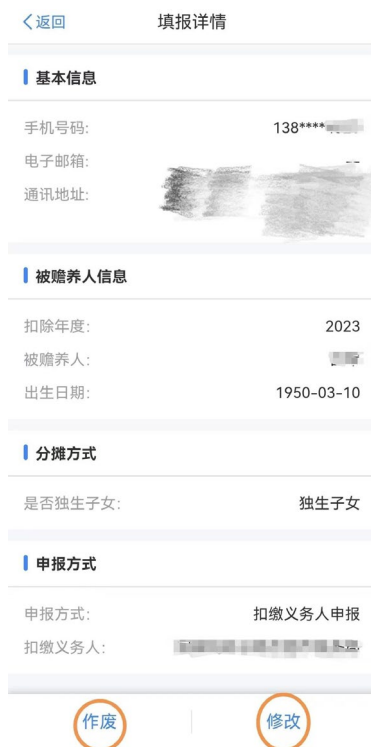 返回 填报详情
基本信息
手机号码: 138****
电子邮箱:
通讯地址:
被赡养人信息
扣除年度: 2023
被赡养人:
出生日期: 1950-03-10
分摊方式
是否独生子女: 独生子女
申报方式
申报方式: 扣缴义务人申报
扣缴义务人:
作废 修改